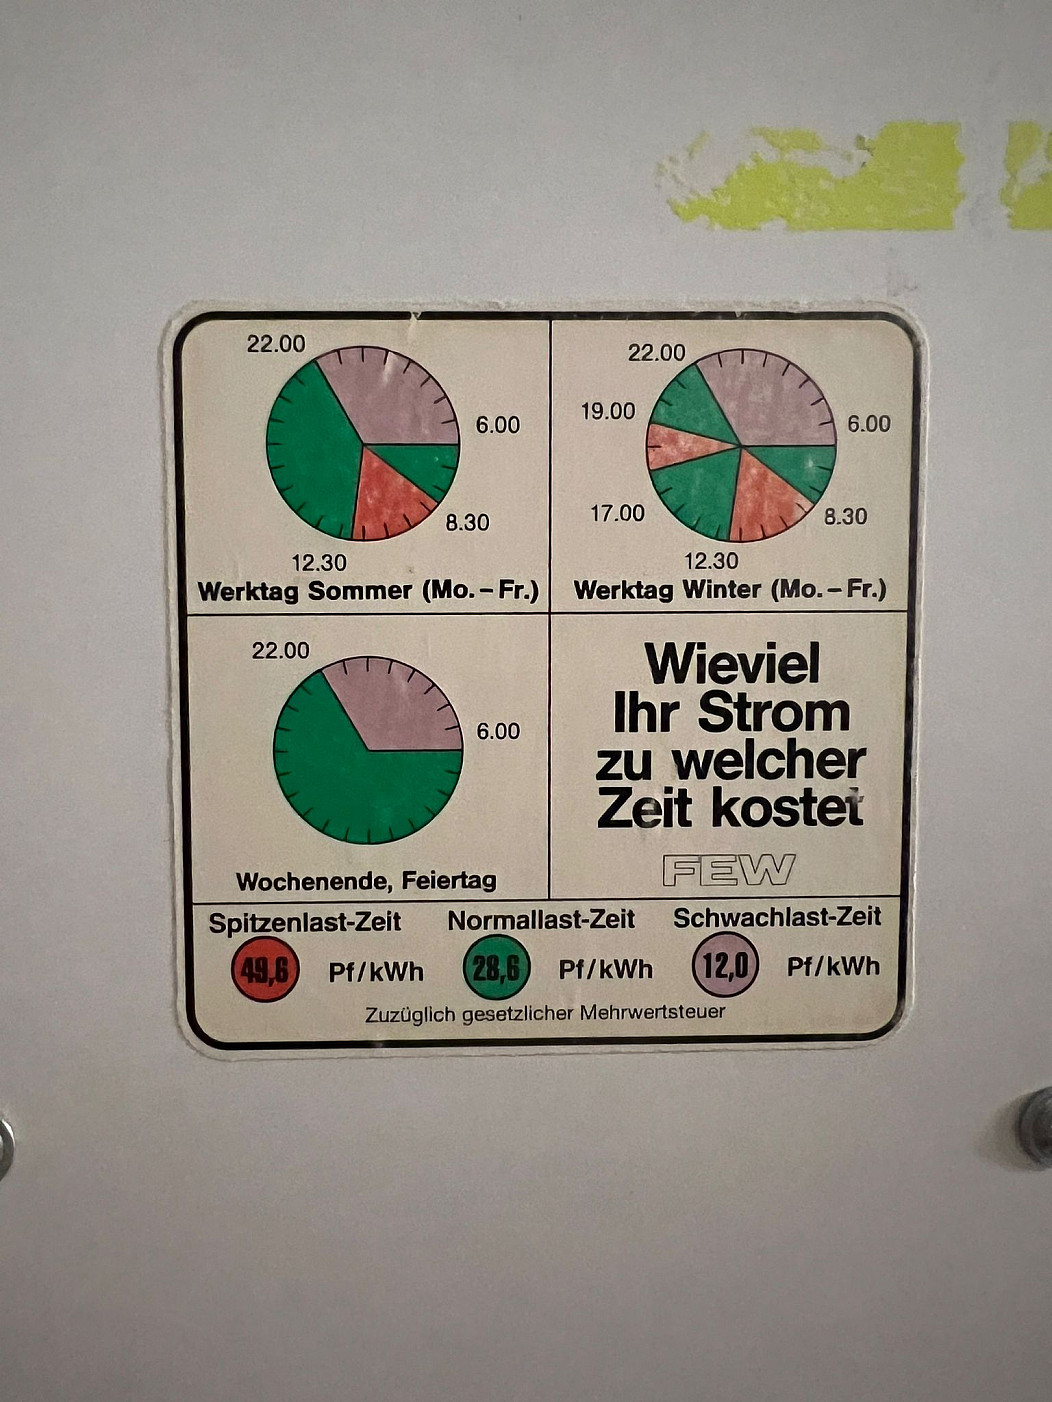 22.00
6.00
8.30
12.30
Werktag Sommer (Mo.–Fr.)
22.00
19.00
6.00
17.00
8.30
12.30
Werktag Winter (Mo.–Fr.)
22.00
6.00
Wochenende, Feiertag
Wieviel
Ihr Strom
zu welcher
Zeit kostet
FEW
Spitzenlast-Zeit Normallast-Zeit Schwachlast-Zeit
49,6 Pf/kWh 28,6 Pf/kWh 12,0 Pf/kWh
Zuzüglich gesetzlicher Mehrwertsteuer